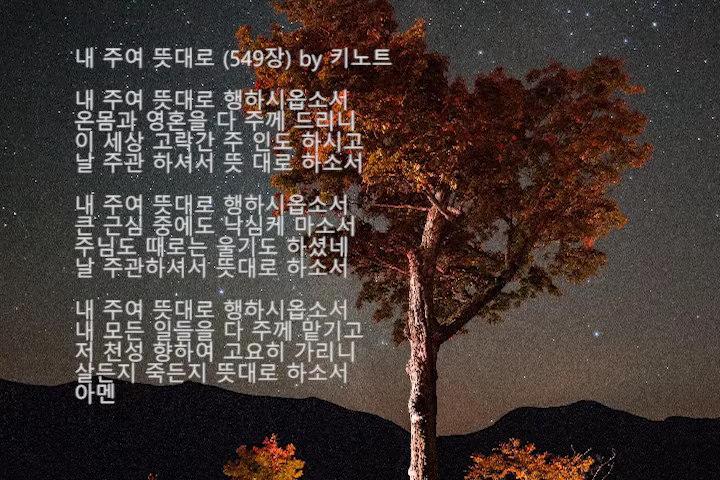 내 주여 뜻대로 (549장) by 키노트
내 주여 뜻대로 행하시옵소서
온몸과 영혼을 다 주께 드리니
이 세상 고락간 주 인도 하시고
날 주관 하셔서 뜻 대로 하소서
내 주여 뜻대로 행하시옵소서
큰 근심 중에도 낙심케 마소서
주님도 때로는 울기도 하셨네
날 주관하셔서 뜻대로 하소서
내 주여 뜻대로 행하시옵소서
내 모든 일들을 다 주께 맡기고
저 천성 향하여 고요히 가리니
살든지 죽든지 뜻대로 하소서
아멘